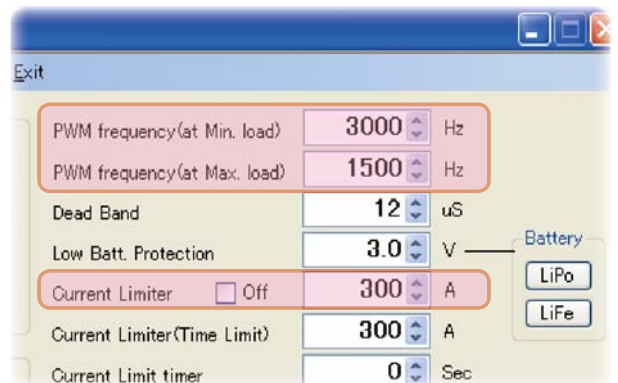 Exit
PWM frequency(at Min. load) 3000 Hz
PWM frequency(at Max. load) 1500 Hz
Dead Band 12 uS
Low Batt. Protection 3.0 V
Battery
LiPo
Current Limiter Off 300 A
LiFe
Current Limiter(Time Limit) 300 A
Current Limit timer 0 Sec